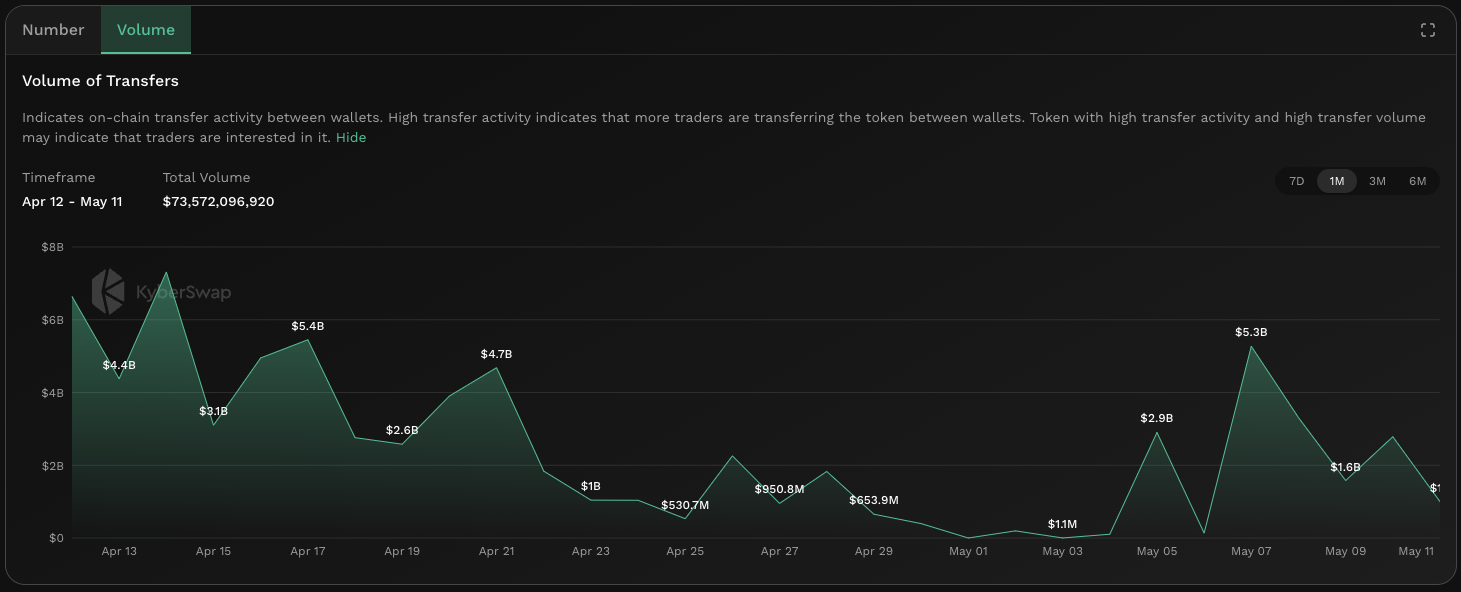 Number Volume
Volume of Transfers
Indicates on-chain transfer activity between wallets. High transfer activity indicates that more traders are transferring the token between wallets. Token with high transfer activity and high transfer volume
may indicate that traders are interested in it. Hide
Timeframe Total Volume
Apr 12 - May 11 $73,572,096,920
7D 1M 3M 6M
$8B
KyberSwap
$6B
$4B
$2B
$0
$4.4B
$3.1B
$5.4B
$2.6B
$4.7B
$1B
$530.7M
$950.8M
$653.9M
$1.1M
$2.9B
$5.3B
$1.6B
Apr 13 Apr 15 Apr 17 Apr 19 Apr 21 Apr 23 Apr 25 Apr 27 Apr 29 May 01 May 03 May 05 May 07 May 09 May 11